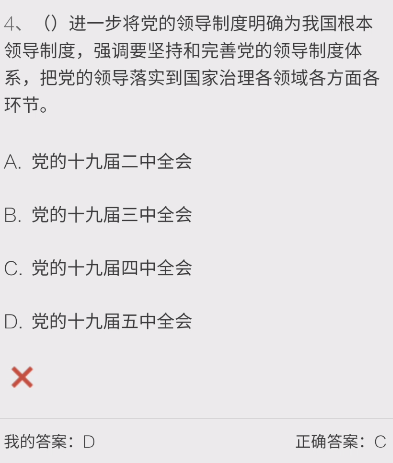 4、（）进一步将党的领导制度明确为我国根本
领导制度，强调要坚持和完善党的领导制度体
系，把党的领导落实到国家治理各领域各方面各
环节。
A. 党的十九届二中全会
B. 党的十九届三中全会
C. 党的十九届四中全会
D. 党的十九届五中全会
我的答案：D
正确答案：C